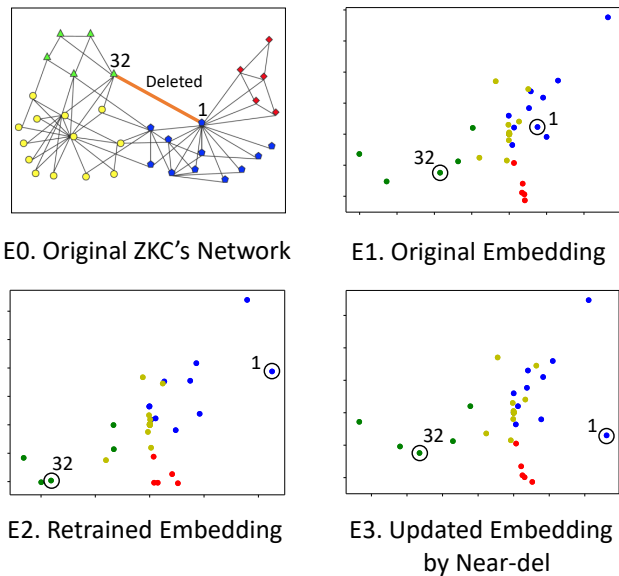 32
1
Deleted
E0. Original ZKC's Network
1
32
E1. Original Embedding
1
32
E2. Retrained Embedding
1
32
E3. Updated Embedding
by Near-del